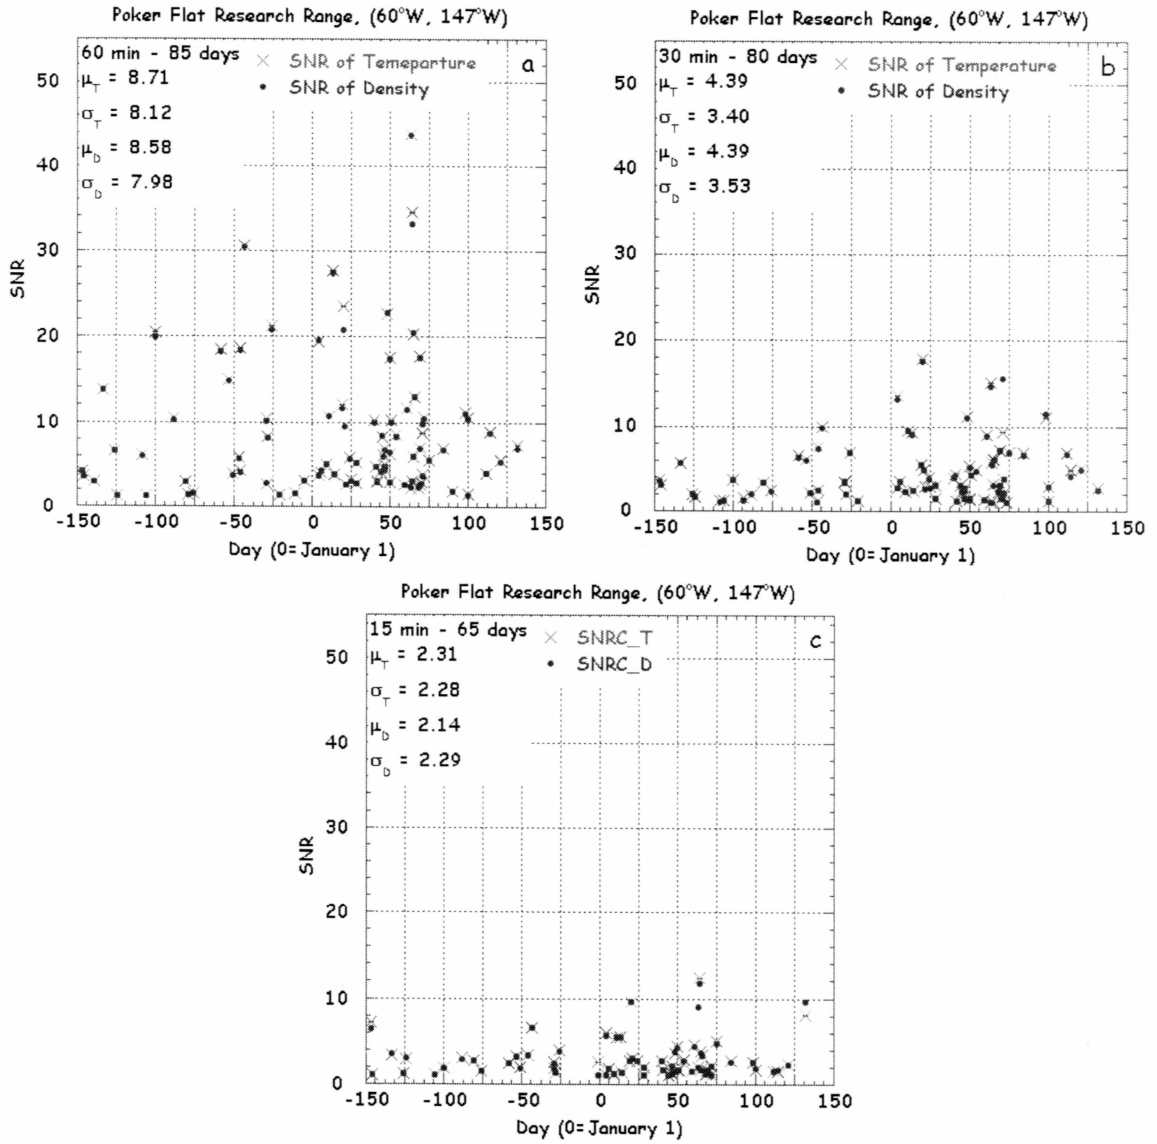 Poker Flat Research Range, (60°W, 147°W)
60 min - 85 days
× SNR of Temeparture
• SNR of Density
a
μT = 8.71
σT = 8.12
μD = 8.58
σD = 7.98
50
40
30
20
10
0
SNR
-150 -100 -50 0 50 100 150
Day (0=January 1)
Poker Flat Research Range, (60°W, 147°W)
30 min - 80 days
× SNR of Temperature
• SNR of Density
b
μT = 4.39
σT = 3.40
μD = 4.39
σD = 3.53
50
40
30
20
10
0
SNR
-150 -100 -50 0 50 100 150
Day (0=January 1)
Poker Flat Research Range, (60°W, 147°W)
15 min - 65 days
× SNRC_T
• SNRC_D
c
μT = 2.31
σT = 2.28
μD = 2.14
σD = 2.29
50
40
30
20
10
0
SNR
-150 -100 -50 0 50 100 150
Day (0=January 1)